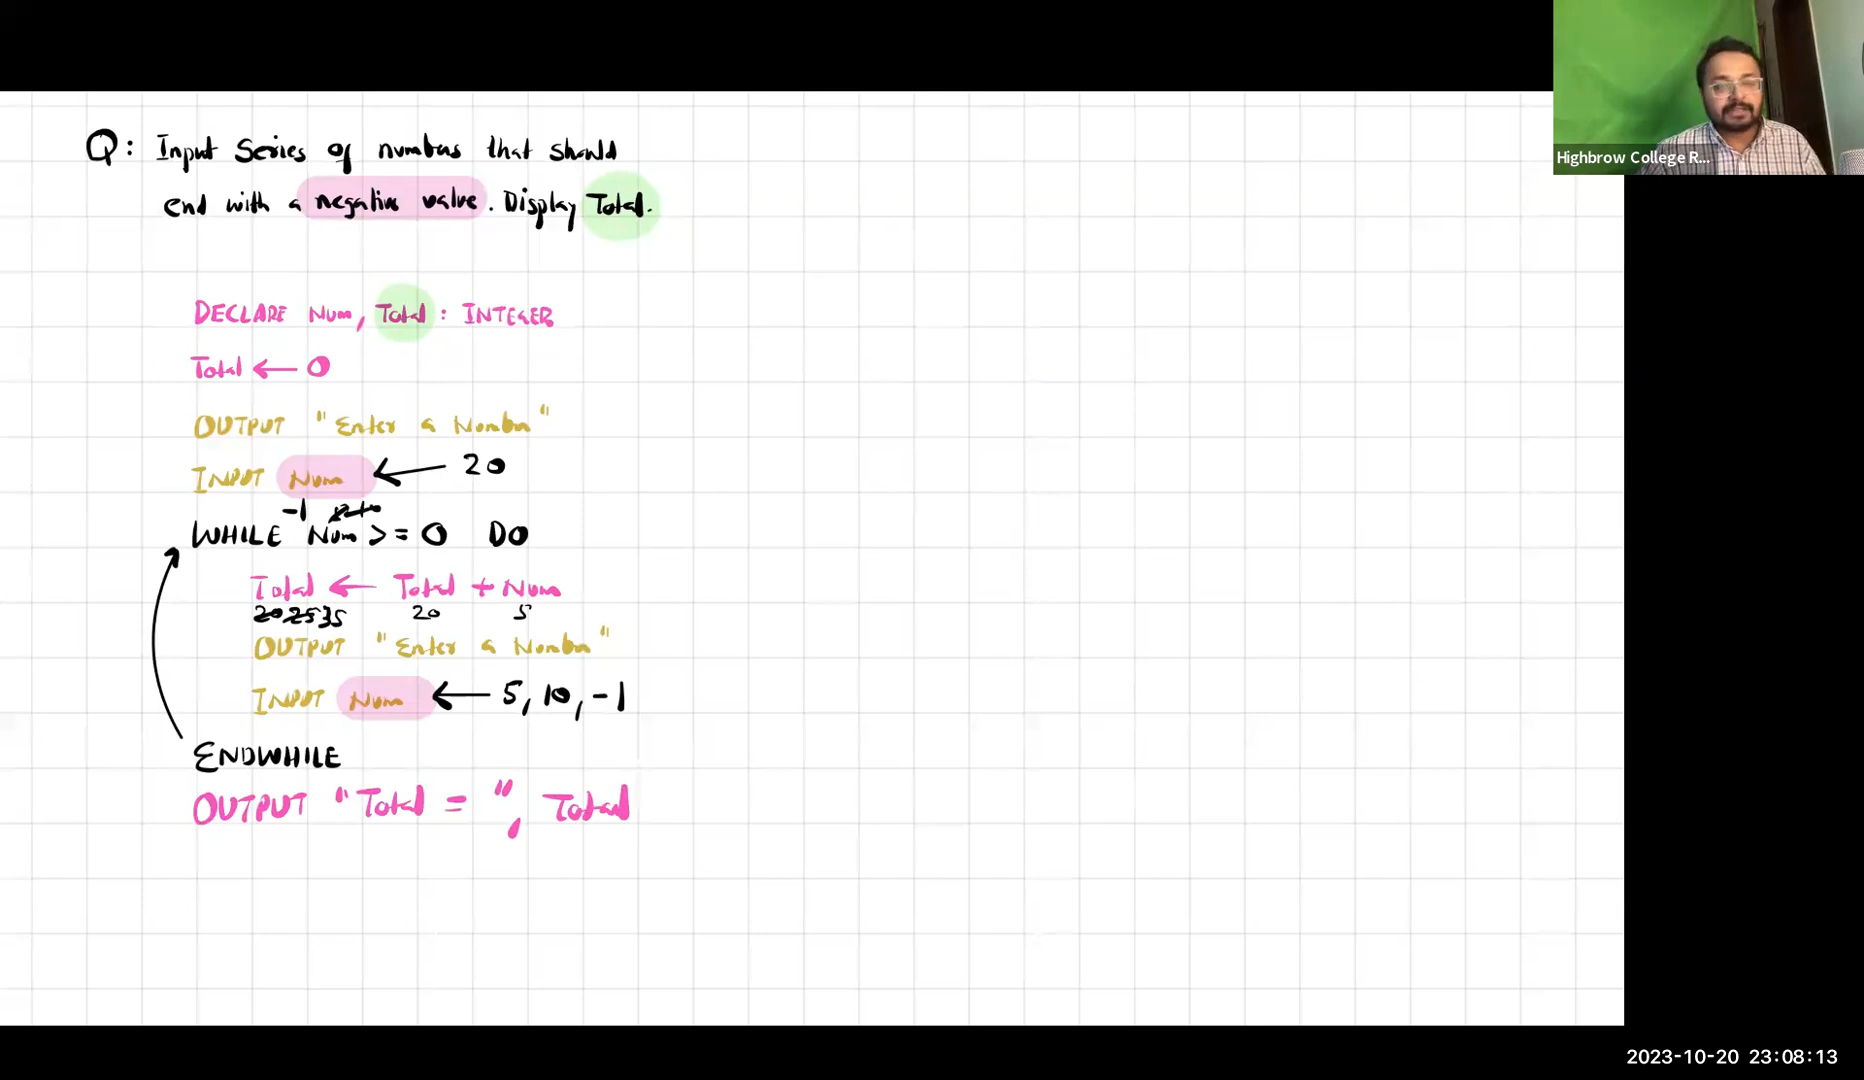 Q: Input Series of numbers that should
end with a negative value. Display Total.
DECLARE Num, Total : INTEGER
Total ← 0
OUTPUT "Enter a Number"
INPUT Num ← 20
-1
WHILE Num >= 0 DO
Total ← Total + Num
20 25 35 20 5
OUTPUT "Enter a Number"
INPUT Num ← 5, 10, -1
ENDWHILE
OUTPUT "Total = ", Total
Highbrow College R...
2023-10-20 23:08:13